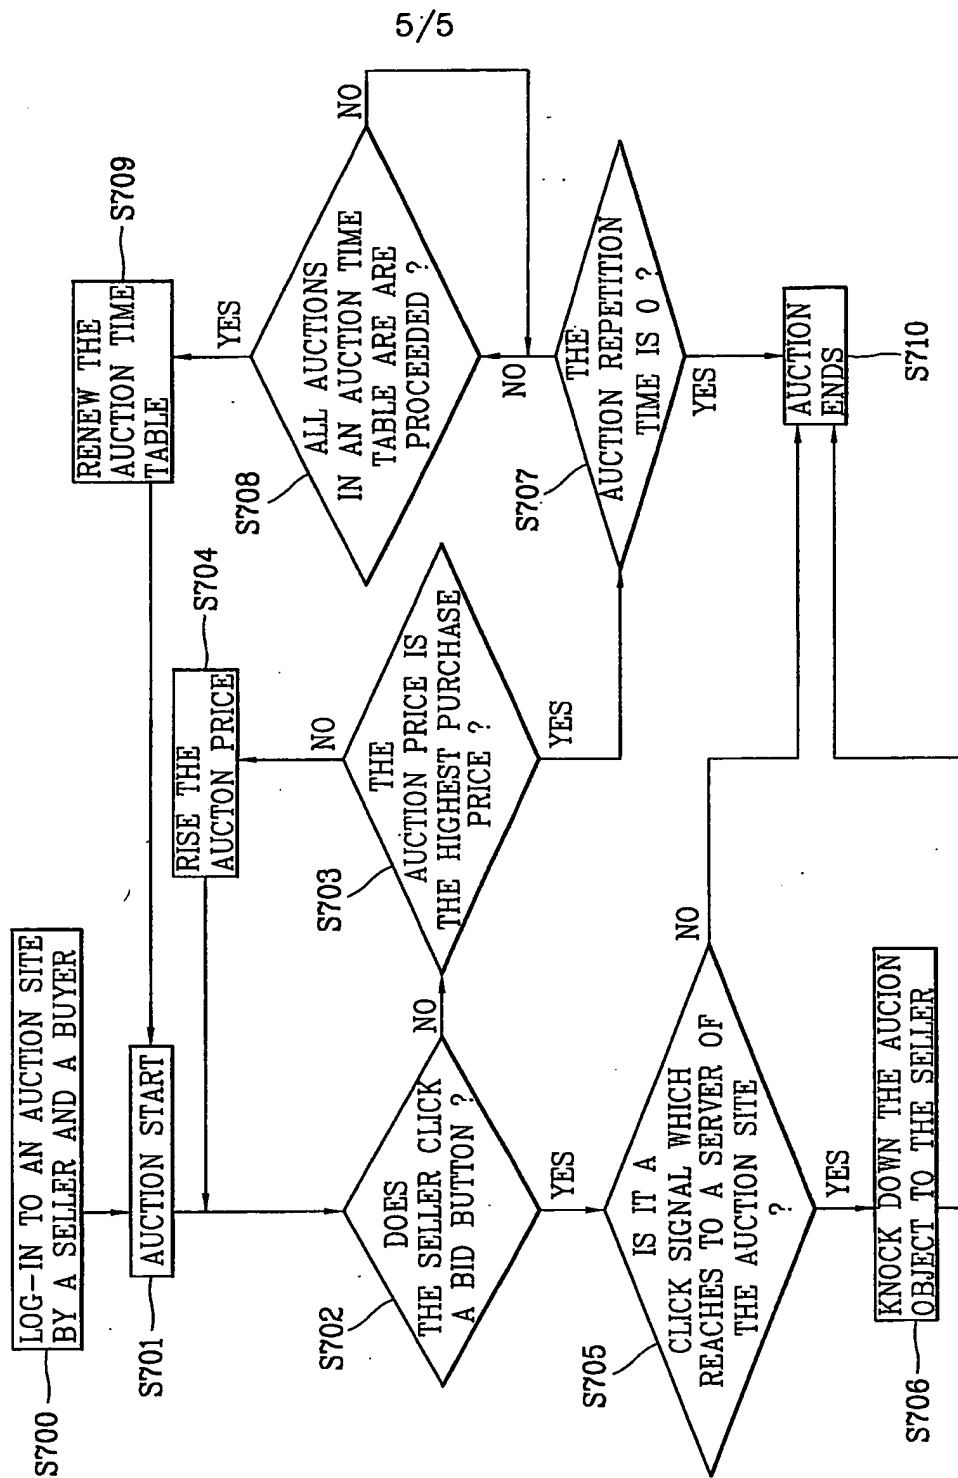 5/5
LOG-IN TO AN AUCTION SITE
BY A SELLER AND A BUYER
S700
AUCTION START
S701
DOES
THE SELLER CLICK
A BID BUTTON ?
S702
NO
YES
THE
AUCTION PRICE IS
THE HIGHEST PURCHASE
PRICE ?
S703
NO
YES
RISE THE
AUCTON PRICE
S704
IS IT A
CLICK SIGNAL WHICH
REACHES TO A SERVER OF
THE AUCTION SITE
?
S705
NO
YES
KNOCK DOWN THE AUCION
OBJECT TO THE SELLER
S706
THE
AUCTION REPETITION
TIME IS 0 ?
S707
NO
YES
ALL AUCTIONS
IN AN AUCTION TIME
TABLE ARE ARE
PROCEEDED ?
S708
NO
YES
RENEW THE
AUCTION TIME
TABLE
S709
AUCTION
ENDS
S710